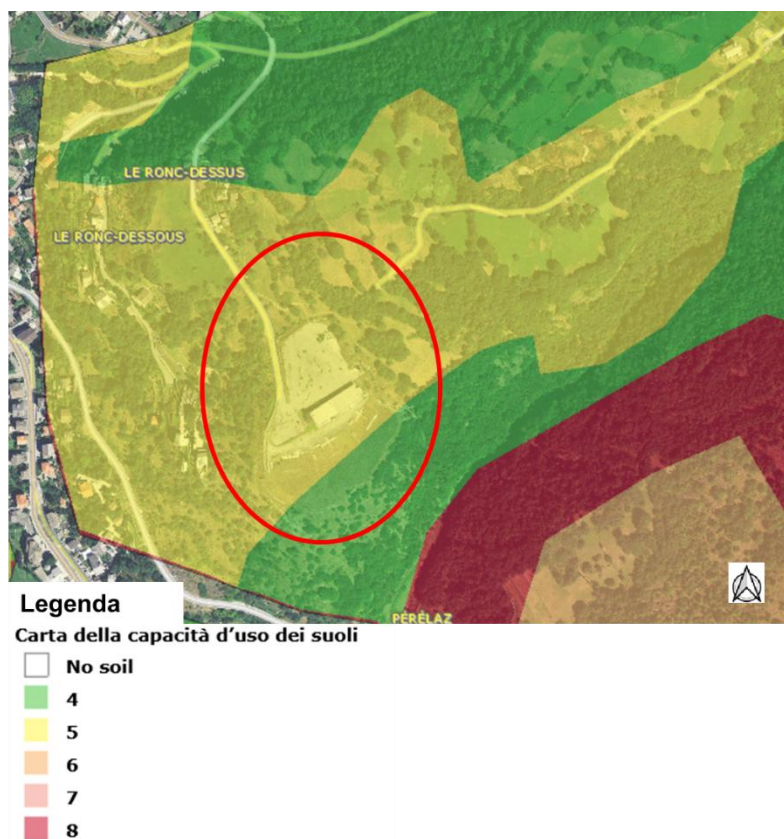 LE RONC-DESSUS
LE RONC-DESSOUS
PÉRÉLAZ
Legenda
Carta della capacità d'uso dei suoli
No soil
4
5
6
7
8